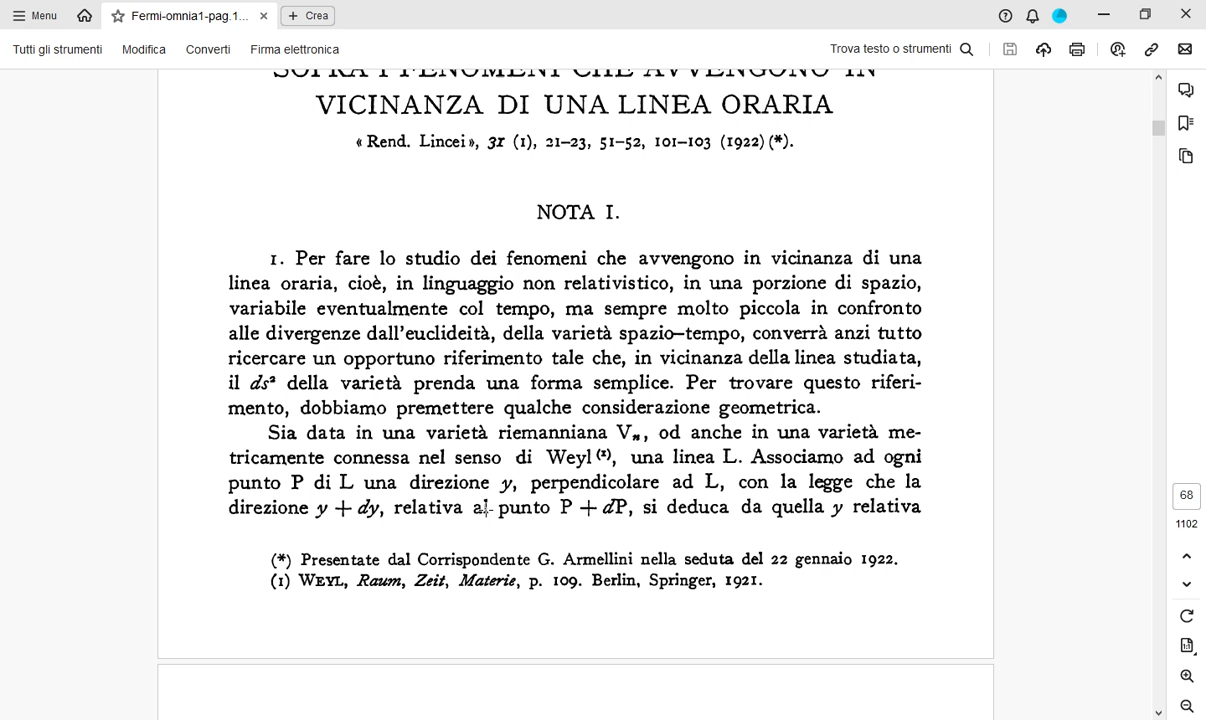 Menu
Fermi-omnia1-pag.1...
Crea
Tutti gli strumenti
Modifica
Converti
Firma elettronica
Trova testo o strumenti
SOPRA I FENOMENI CHE AVVENGONO IN
VICINANZA DI UNA LINEA ORARIA
« Rend. Lincei », 31 (1), 21–23, 51–52, 101–103 (1922) (*).
NOTA I.
1. Per fare lo studio dei fenomeni che avvengono in vicinanza di una
linea oraria, cioè, in linguaggio non relativistico, in una porzione di spazio,
variabile eventualmente col tempo, ma sempre molto piccola in confronto
alle divergenze dall'euclideità, della varietà spazio–tempo, converrà anzi tutto
ricercare un opportuno riferimento tale che, in vicinanza della linea studiata,
il ds² della varietà prenda una forma semplice. Per trovare questo riferi-
mento, dobbiamo premettere qualche considerazione geometrica.
Sia data in una varietà riemanniana Vₙ, od anche in una varietà me-
tricamente connessa nel senso di Weyl (1), una linea L. Associamo ad ogni
punto P di L una direzione y, perpendicolare ad L, con la legge che la
direzione y + dy, relativa al punto P + dP, si deduca da quella y relativa
(*) Presentate dal Corrispondente G. Armellini nella seduta del 22 gennaio 1922.
(1) WEYL, Raum, Zeit, Materie, p. 109. Berlin, Springer, 1921.
68
1102